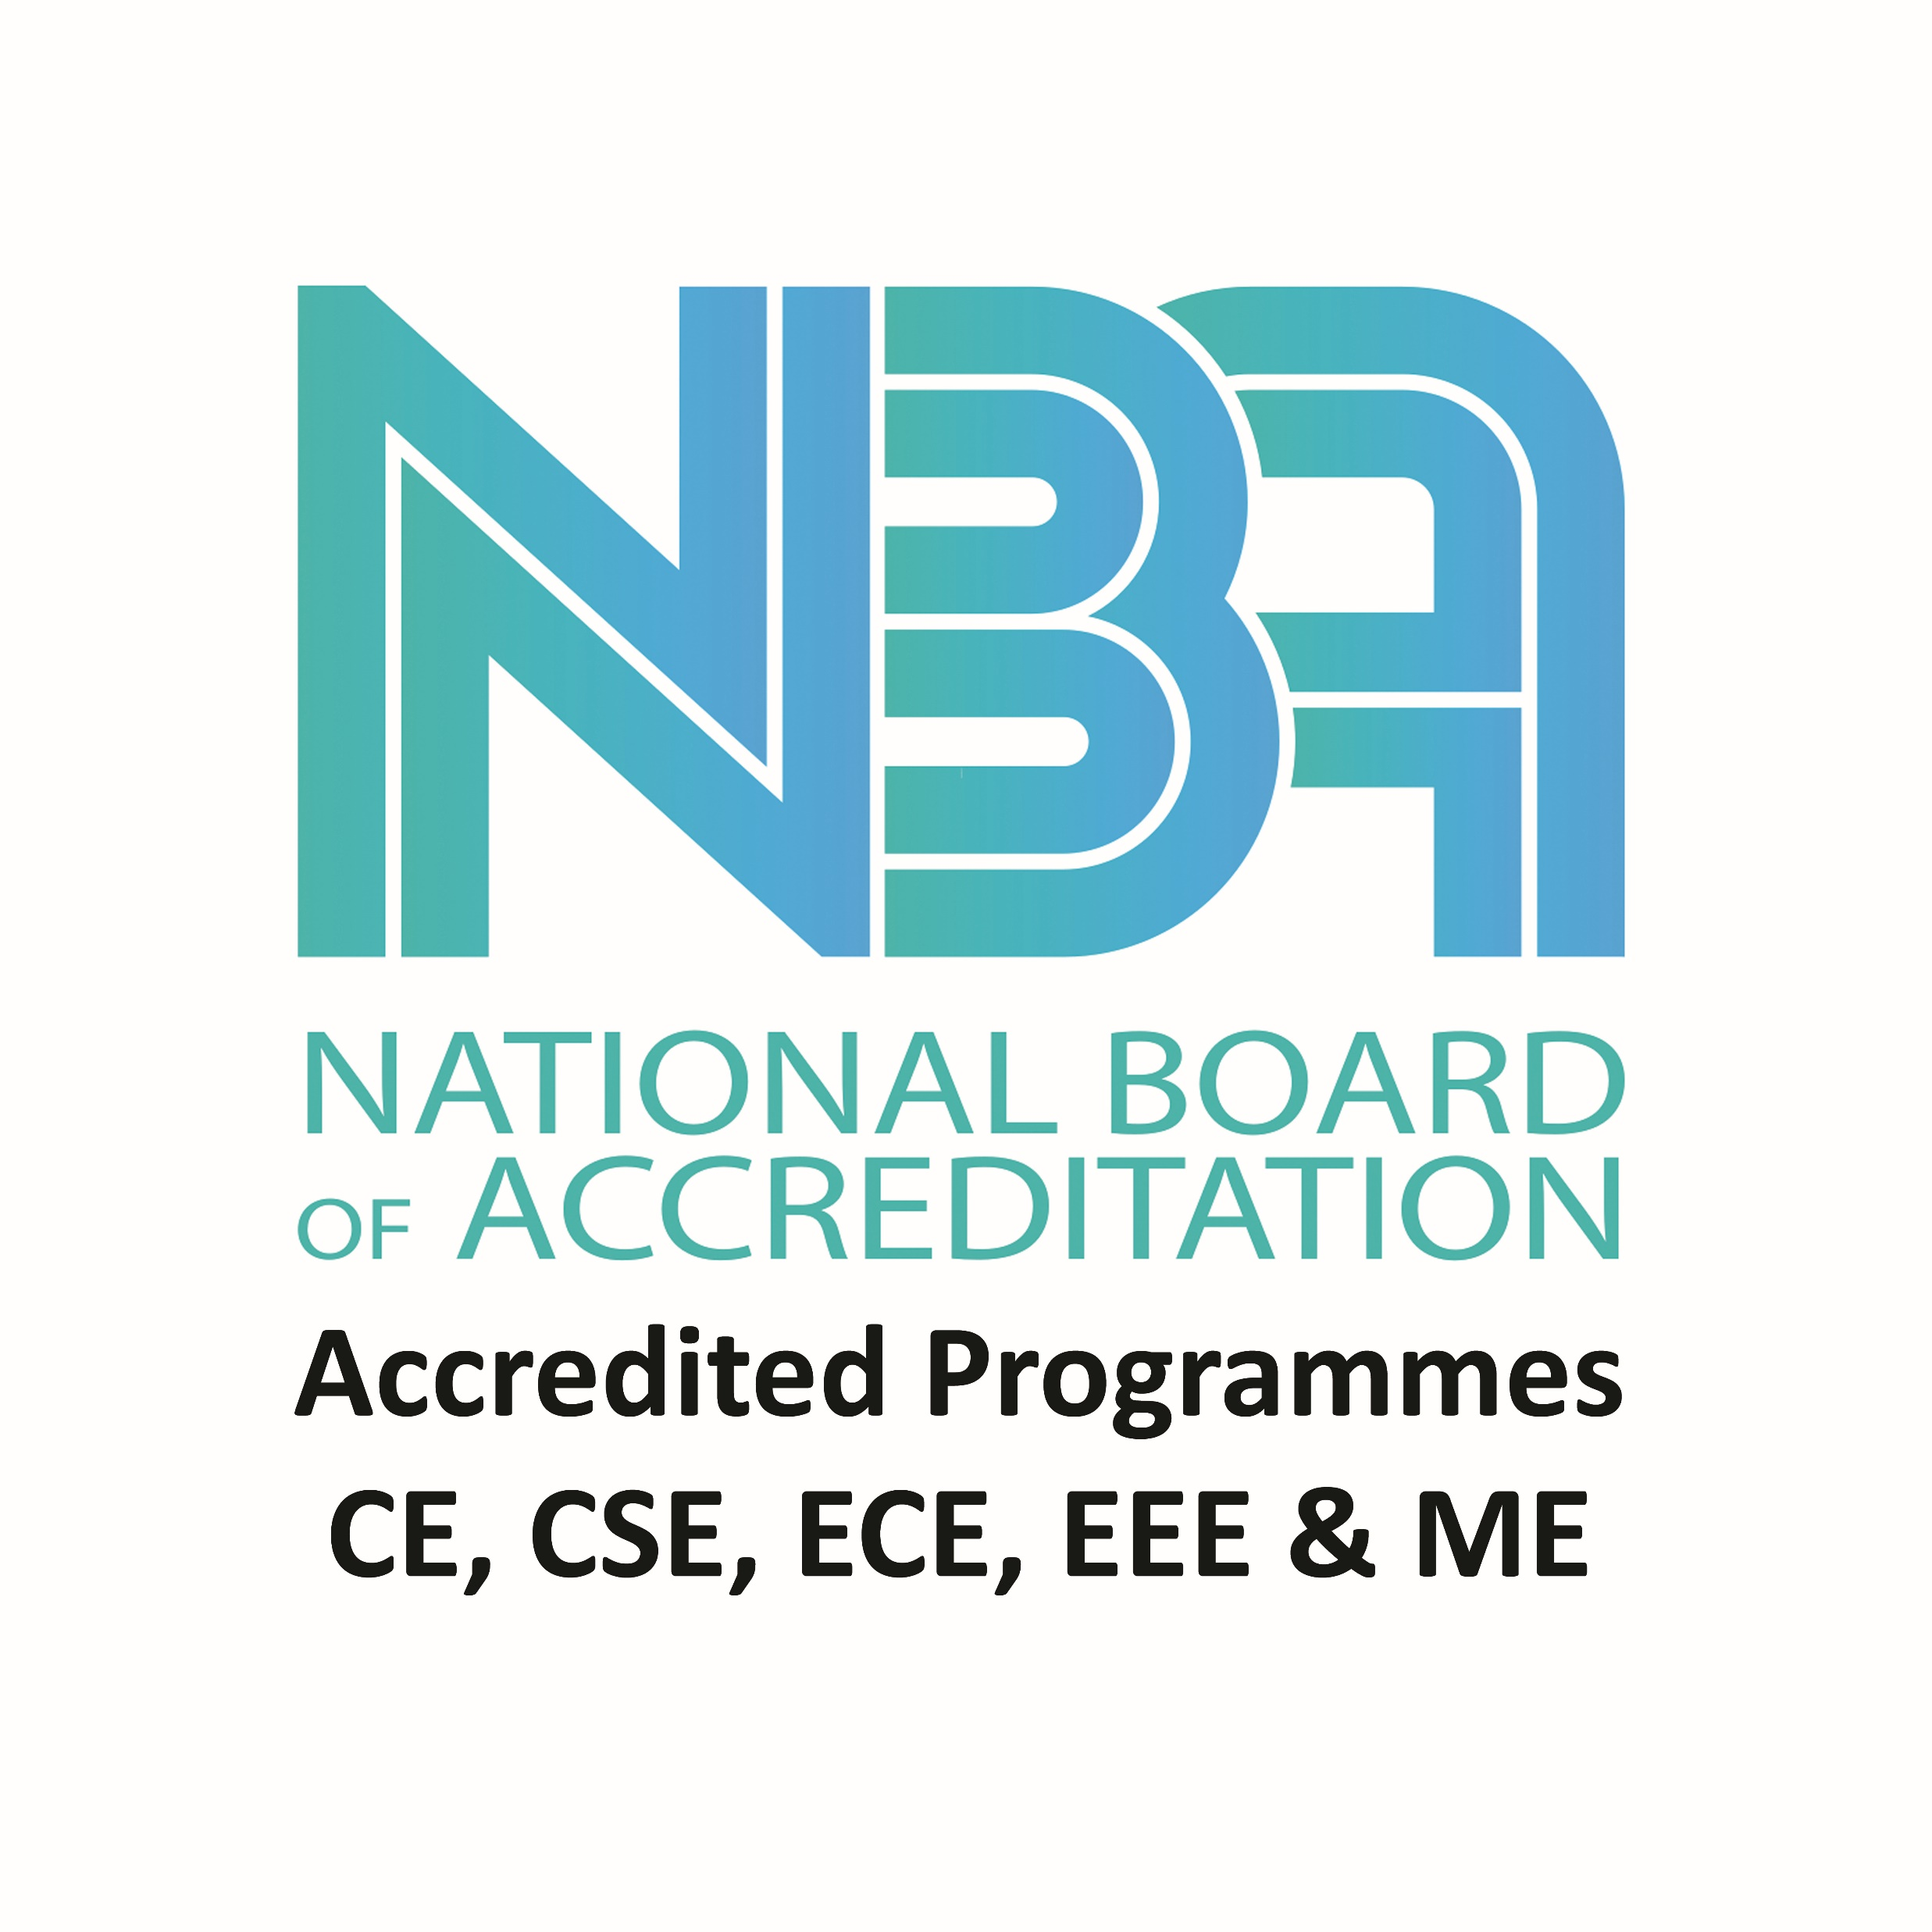 NBA
NATIONAL BOARD
OF ACCREDITATION
Accredited Programmes
CE, CSE, ECE, EEE & ME